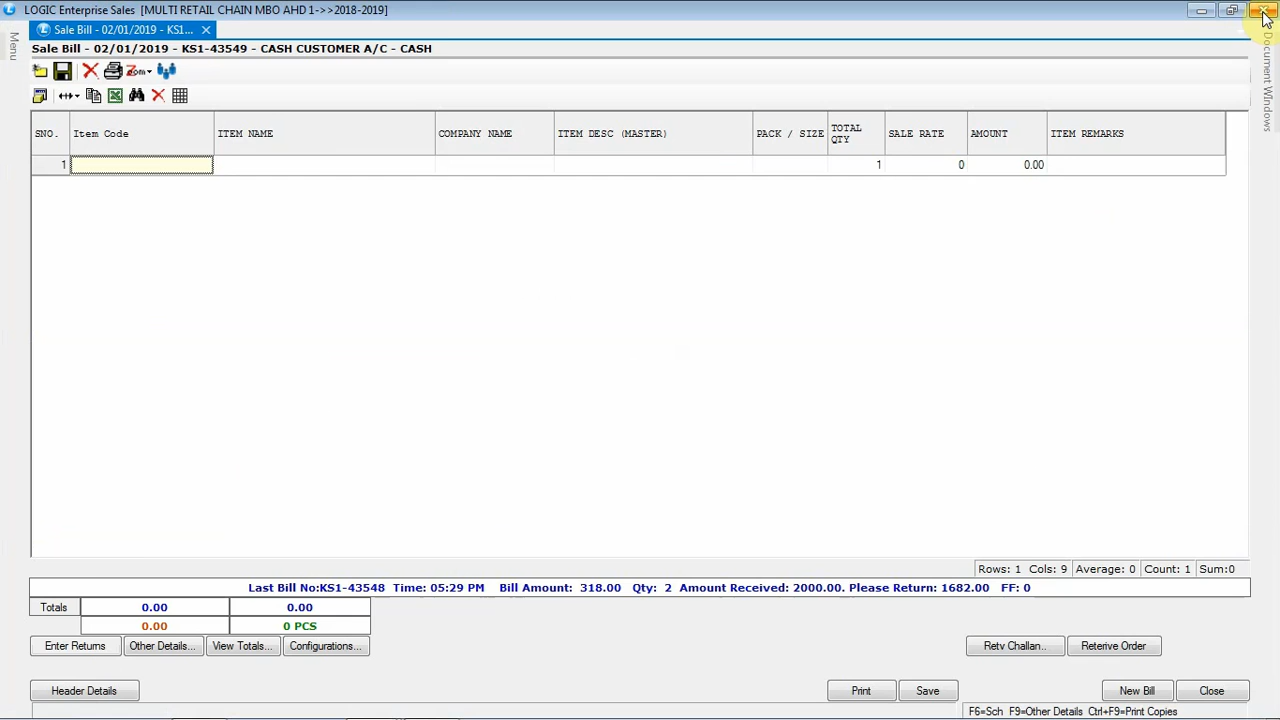 LOGIC Enterprise Sales [MULTI RETAIL CHAIN MBO AHD 1->>2018-2019]
Menu
Sale Bill - 02/01/2019 - KS1...
Document Windows
Sale Bill - 02/01/2019 - KS1-43549 - CASH CUSTOMER A/C - CASH
Zoom
SNO. Item Code ITEM NAME COMPANY NAME ITEM DESC (MASTER) PACK / SIZE TOTAL QTY SALE RATE AMOUNT ITEM REMARKS
1 1 0 0.00
Rows: 1 Cols: 9 Average: 0 Count: 1 Sum:0
Last Bill No:KS1-43548 Time: 05:29 PM Bill Amount: 318.00 Qty: 2 Amount Received: 2000.00. Please Return: 1682.00 FF: 0
Totals 0.00 0.00
0.00 0 PCS
Enter Returns Other Details... View Totals... Configurations... Retv Challan.. Reterive Order
Header Details Print Save New Bill Close
F6=Sch F9=Other Details Ctrl+F9=Print Copies